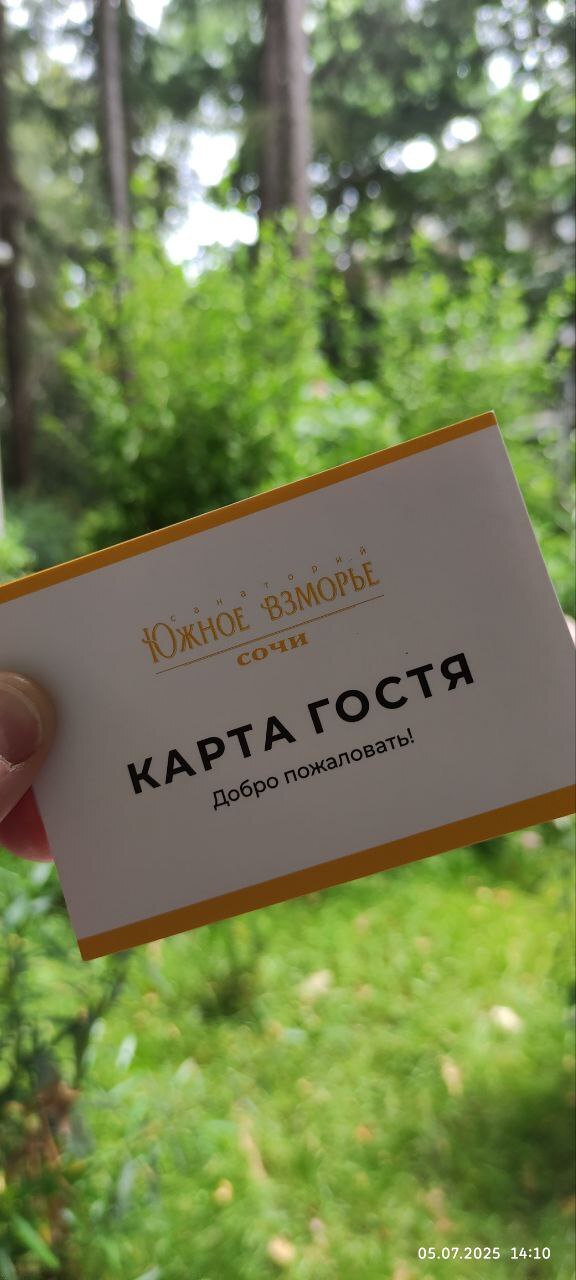 санаторий
Южное Взморье
сочи
КАРТА ГОСТЯ
Добро пожаловать!
05.07.2025 14:10